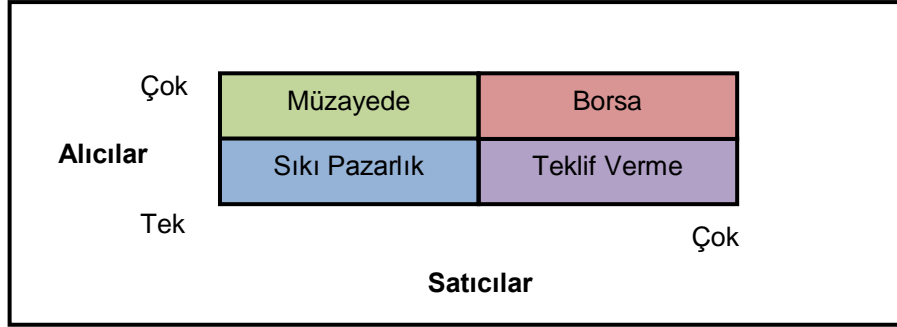 Çok
Müzayede
Borsa
Alıcılar
Sıkı Pazarlık
Teklif Verme
Tek
Çok
Satıcılar